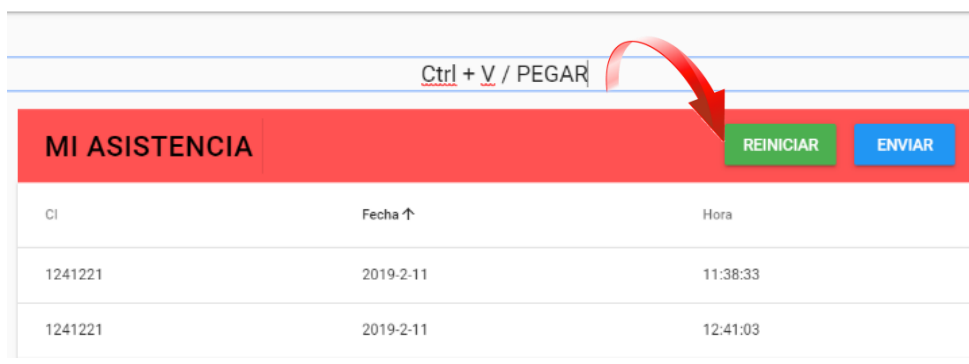 Ctrl + V / PEGAR
MI ASISTENCIA REINICIAR ENVIAR
CI Fecha↑ Hora
1241221 2019-2-11 11:38:33
1241221 2019-2-11 12:41:03